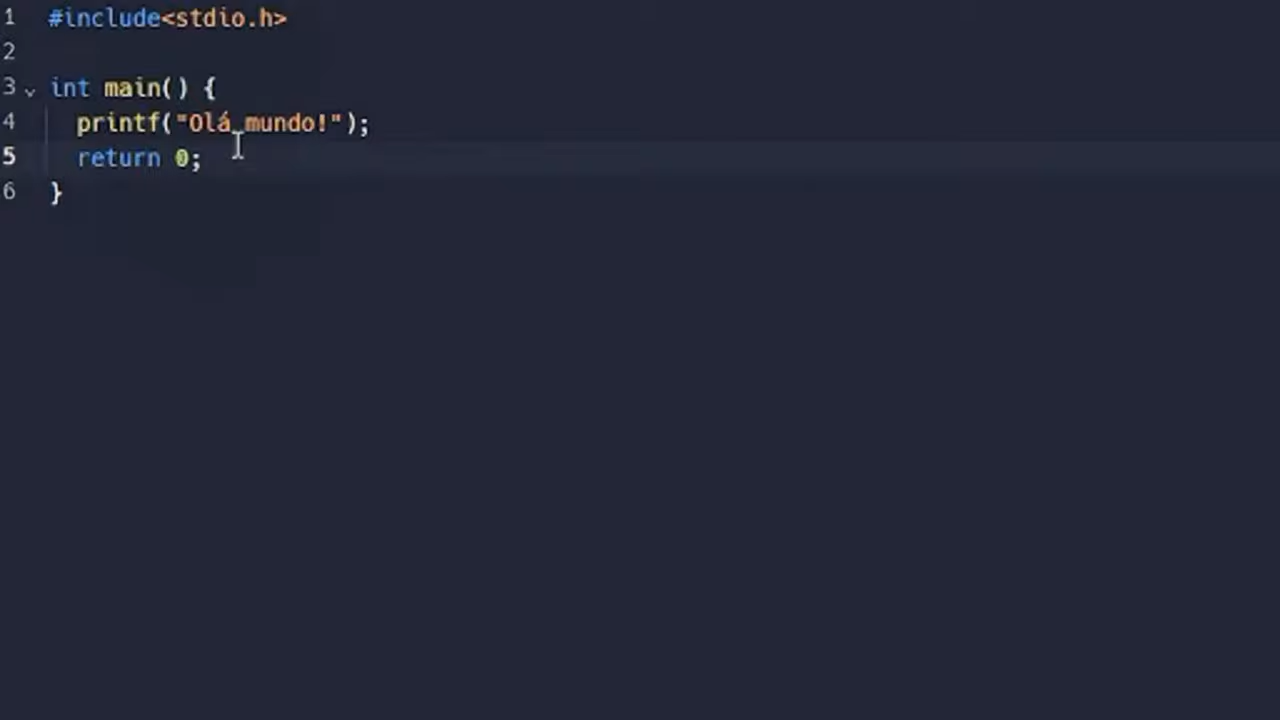 1 #include<stdio.h>
2
3 int main() {
4 printf("Olá mundo!");
5 return 0;
6 }